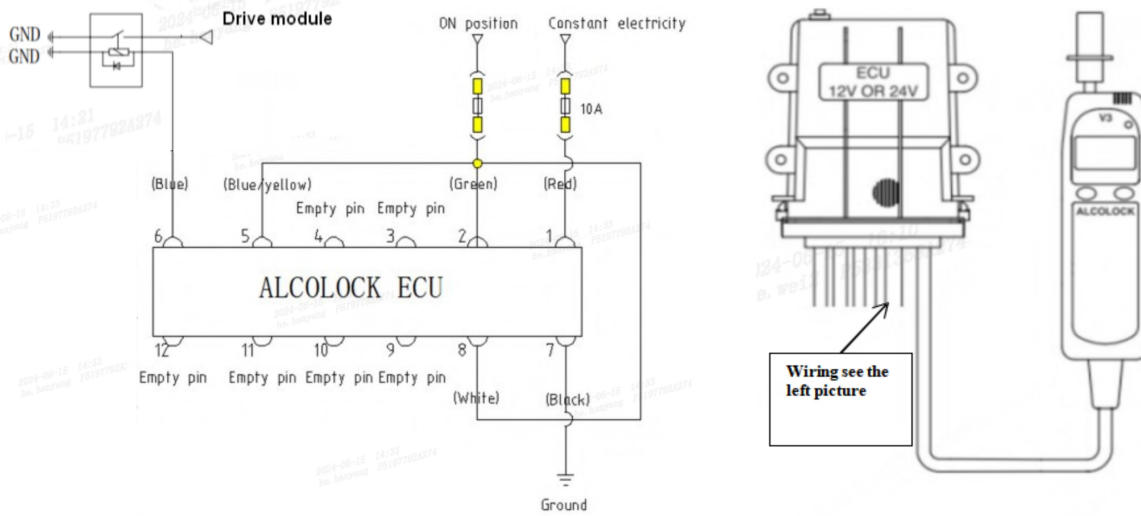 Drive module
GND
GND
ON position
Constant electricity
10A
(Blue)
(Blue/yellow)
(Green)
(Red)
Empty pin
Empty pin
6
5
4
3
2
1
ALCOLOCK ECU
12
11
10
9
8
7
Empty pin
Empty pin
Empty pin
Empty pin
(White)
(Black)
Ground
ECU
12V OR 24V
V3
ALCOLOCK
Wiring see the
left picture